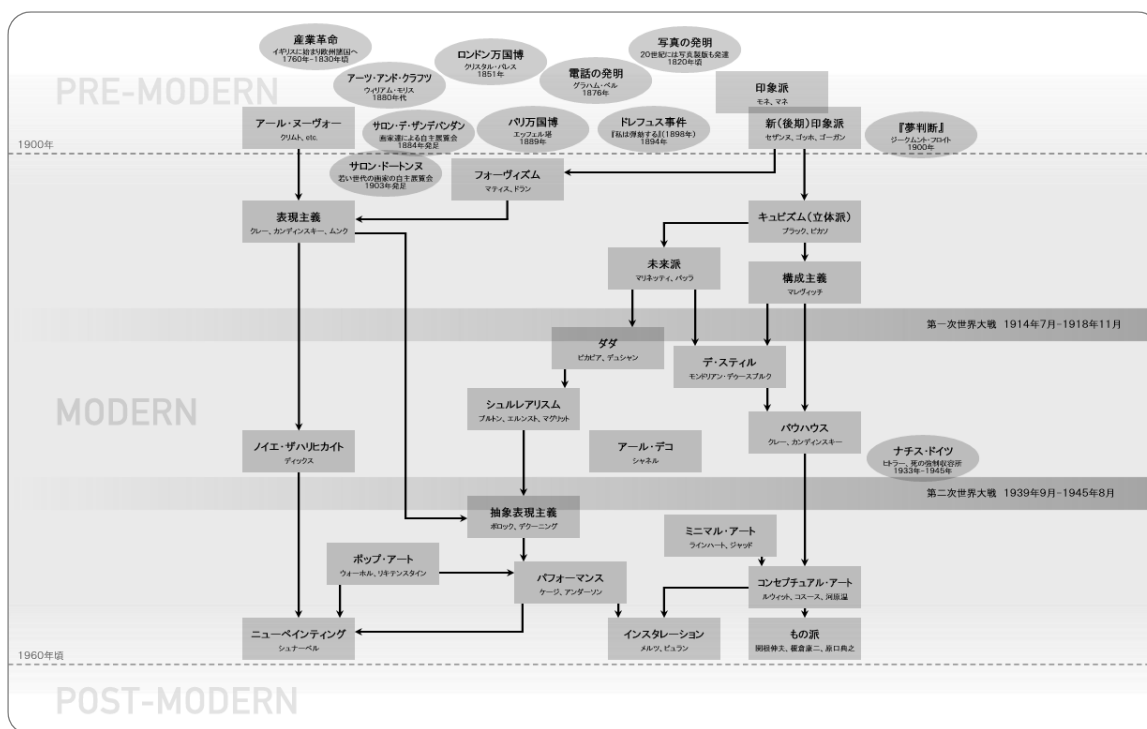 産業革命
イギリスに始まり欧州諸国へ
1760年-1830年頃
ロンドン万国博
クリスタル・パレス
1851年
写真の発明
20世紀には写真製版も発達
1820年頃
アーツ・アンド・クラフツ
ウィリアム・モリス
1880年代
電話の発明
グラハム・ベル
1876年
PRE-MODERN
印象派
モネ、マネ
アール・ヌーヴォー
クリムト、etc.
サロン・デ・ザンデパンダン
画家達による自主展覧会
1884年発足
パリ万国博
エッフェル塔
1889年
ドレフュス事件
『私は弾劾する』(1898年)
1894年
新(後期)印象派
セザンヌ、ゴッホ、ゴーガン
『夢判断』
ジークムント・フロイト
1900年
1900年
サロン・ドートンヌ
若い世代の画家の自主展覧会
1903年発足
フォーヴィズム
マティス、ドラン
表現主義
クレー、カンディンスキー、ムンク
キュビズム(立体派)
ブラック、ピカソ
未来派
マリネッティ、バッラ
構成主義
マレヴィッチ
第一次世界大戦 1914年7月-1918年11月
ダダ
ピカビア、デュシャン
デ・スティル
モンドリアン・ドゥースブルク
MODERN
シュルレアリスム
ブルトン、エルンスト、マグリット
バウハウス
クレー、カンディンスキー
ノイエ・ザハリヒカイト
ディックス
アール・デコ
シャネル
ナチス・ドイツ
ヒトラー、死の強制収容所
1933年-1945年
第二次世界大戦 1939年9月-1945年8月
抽象表現主義
ポロック、デクーニング
ミニマル・アート
ラインハート、ジャッド
ポップ・アート
ウォーホル、リキテンスタイン
パフォーマンス
ケージ、アンダーソン
コンセプチュアル・アート
ルウィット、コスース、河原温
ニューペインティング
シュナーベル
インスタレーション
メルツ、ビュラン
もの派
関根伸夫、榎倉康二、原口典之
1960年頃
POST-MODERN